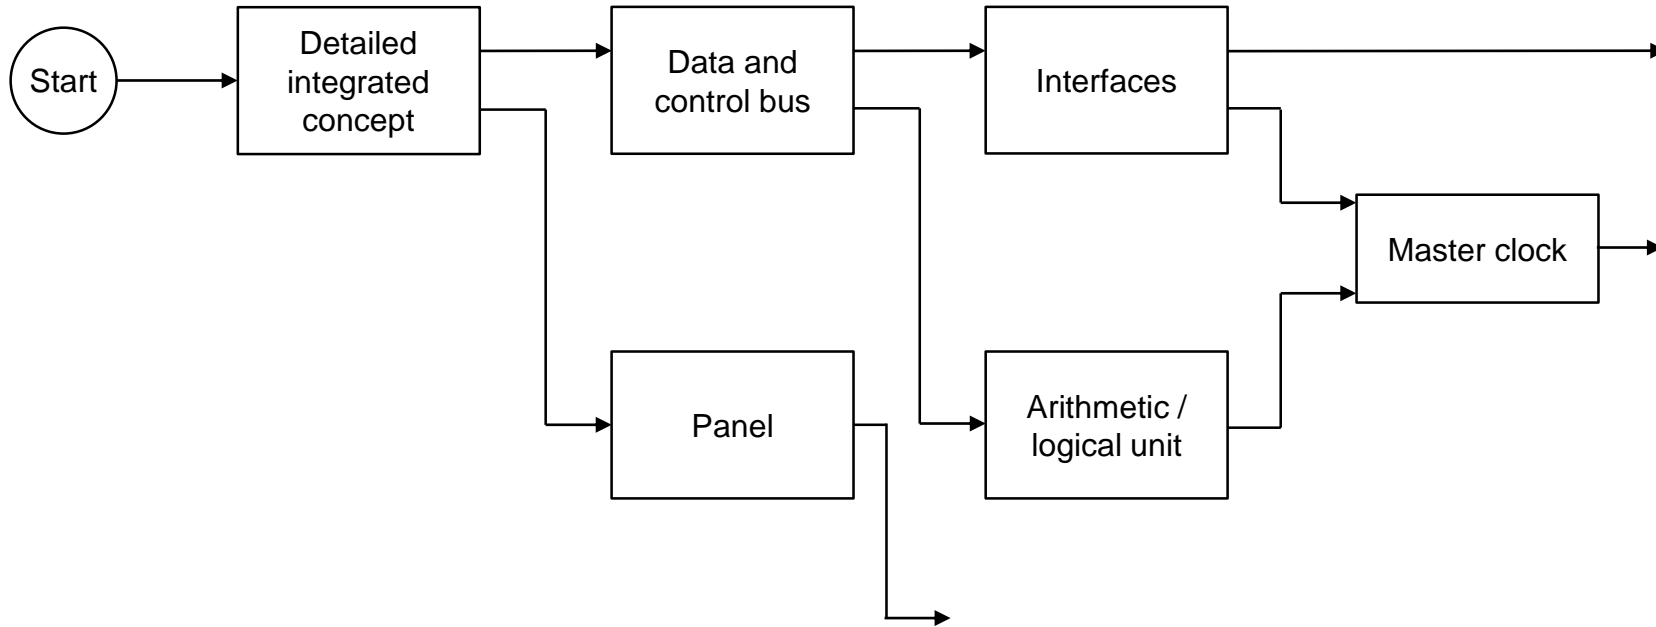 Start
Detailed
integrated
concept
Data and
control bus
Interfaces
Master clock
Panel
Arithmetic /
logical unit